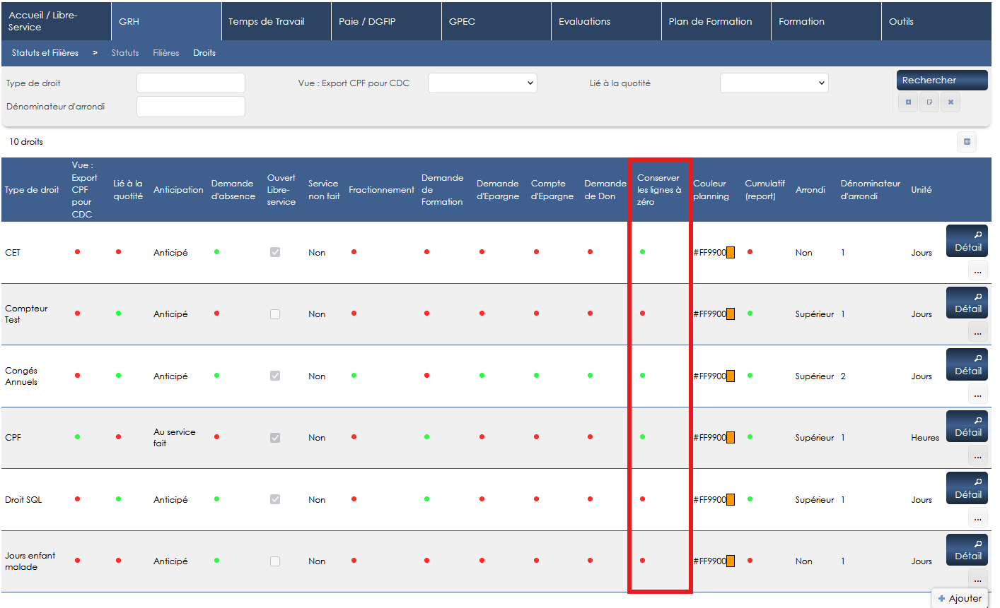 Accueil / Libre-
Service
GRH
Temps de Travail
Paie / DGFIP
GPEC
Evaluations
Plan de Formation
Formation
Outils
Statuts et Filières > Statuts Filières Droits
Type de droit
Vue : Export CPF pour CDC
Lié à la quotité
Rechercher
Dénominateur d'arrondi
10 droits
Type de droit
Vue :
Export
CPF
pour
CDC
Lié à la
quotité
Anticipation
Demande
d'absence
Ouvert
Libre-
service
Service
non fait
Fractionnement
Demande
de
Formation
Demande
d'Epargne
Compte
d'Epargne
Demande
de Don
Conserver
les lignes à
zéro
Couleur
planning
Cumulatif
(report)
Arrondi
Dénominateur
d'arrondi
Unité
CET
Anticipé
Non
#FF9900
Non
1
Jours
Détail
...
Compteur
Test
Anticipé
Non
#FF9900
Supérieur
1
Jours
Détail
...
Congés
Annuels
Anticipé
Non
#FF9900
Supérieur
2
Jours
Détail
...
CPF
Au service
fait
Non
#FF9900
Supérieur
1
Heures
Détail
...
Droit SQL
Anticipé
Non
#FF9900
Supérieur
1
Jours
Détail
...
Jours enfant
malade
Anticipé
Non
#FF9900
Non
1
Jours
Détail
...
+ Ajouter